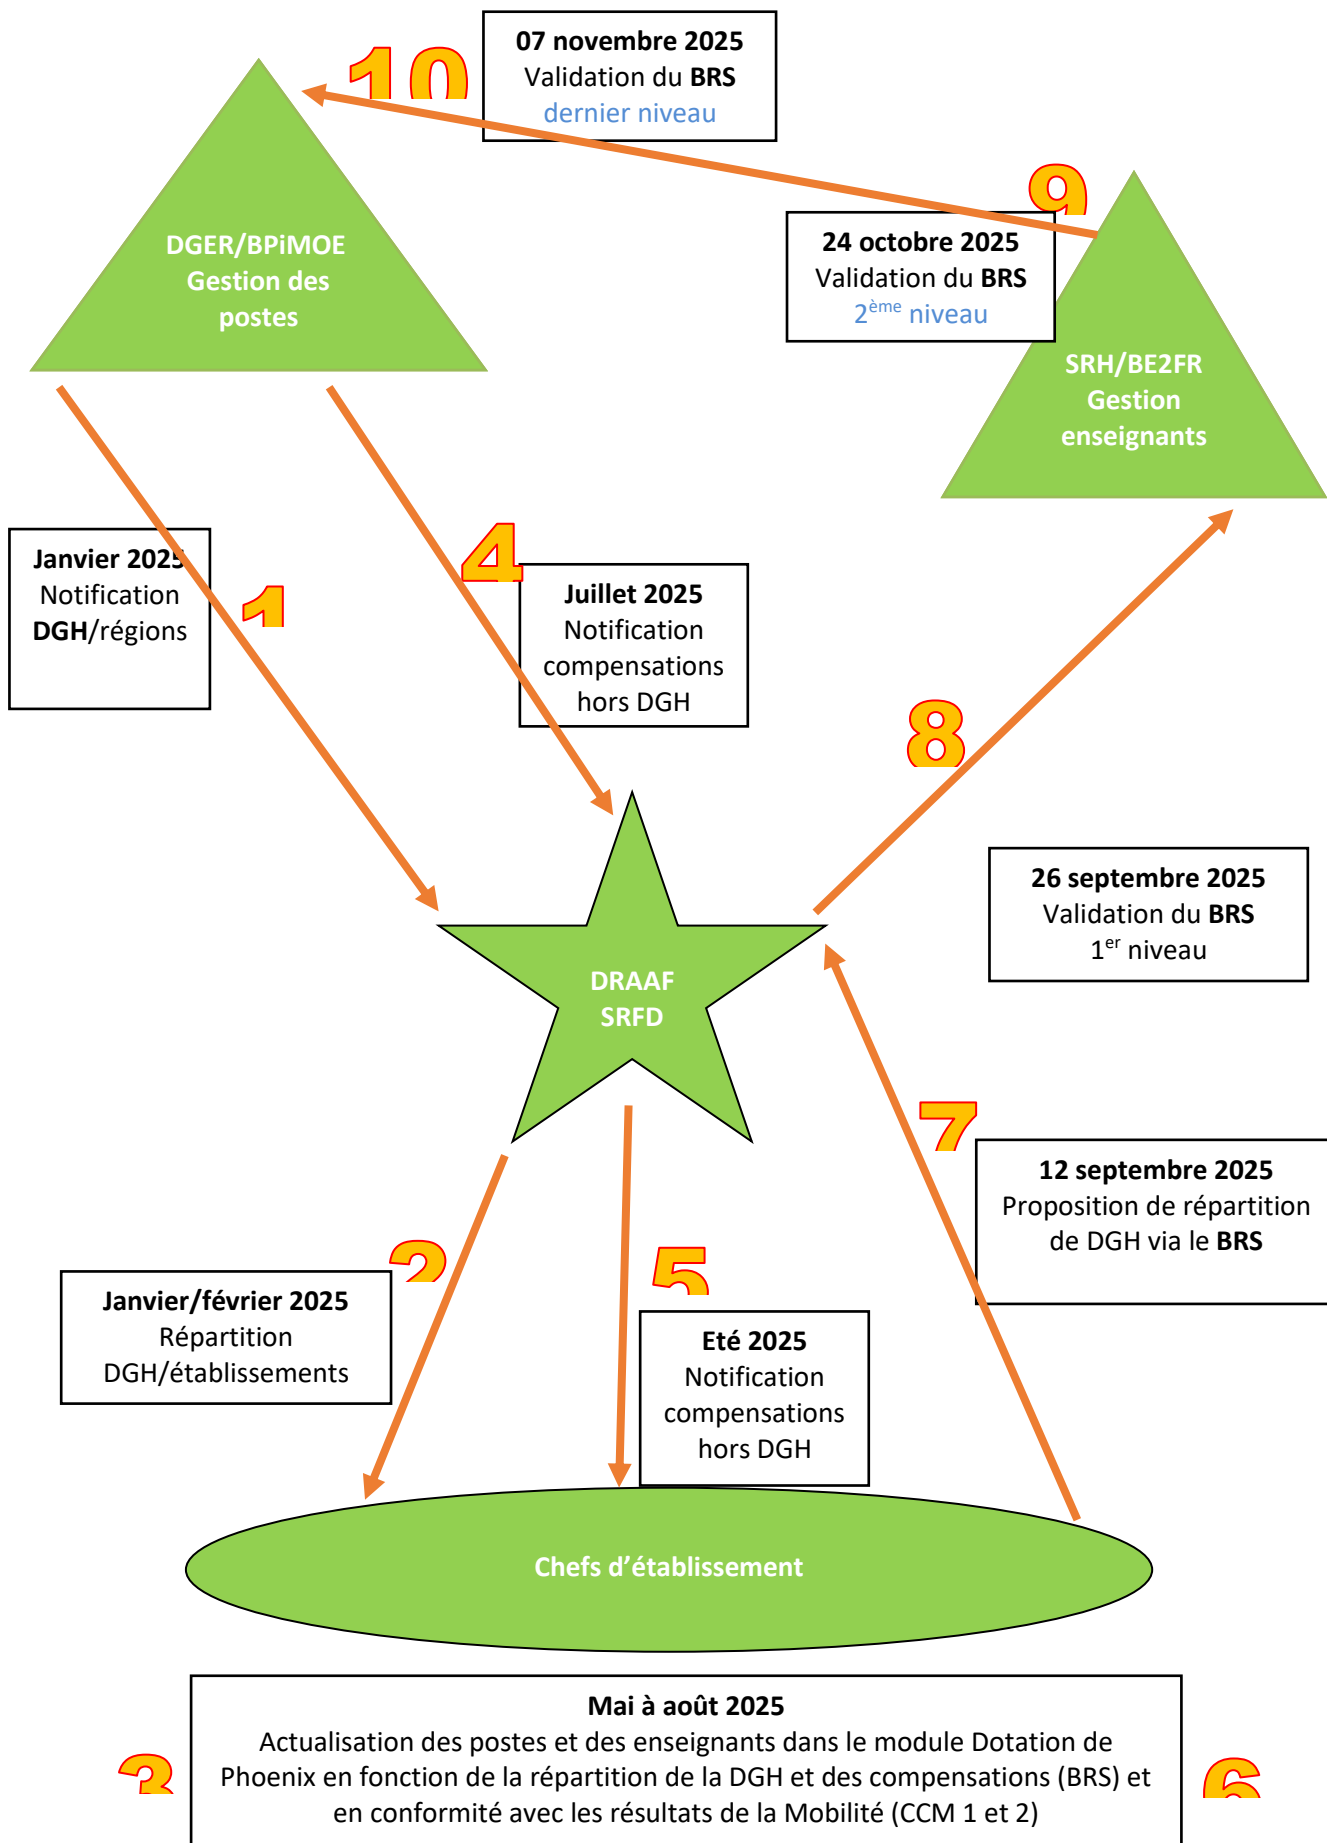 10
07 novembre 2025
Validation du BRS
dernier niveau
9
24 octobre 2025
Validation du BRS
2ème niveau
DGER/BPiMOE
Gestion des
postes
SRH/BE2FR
Gestion
enseignants
Janvier 2025
Notification
DGH/régions
1
4
Juillet 2025
Notification
compensations
hors DGH
8
26 septembre 2025
Validation du BRS
1er niveau
DRAAF
SRFD
7
12 septembre 2025
Proposition de répartition
de DGH via le BRS
2
Janvier/février 2025
Répartition
DGH/établissements
5
Eté 2025
Notification
compensations
hors DGH
Chefs d’établissement
3
Mai à août 2025
Actualisation des postes et des enseignants dans le module Dotation de
Phoenix en fonction de la répartition de la DGH et des compensations (BRS) et
en conformité avec les résultats de la Mobilité (CCM 1 et 2)
6